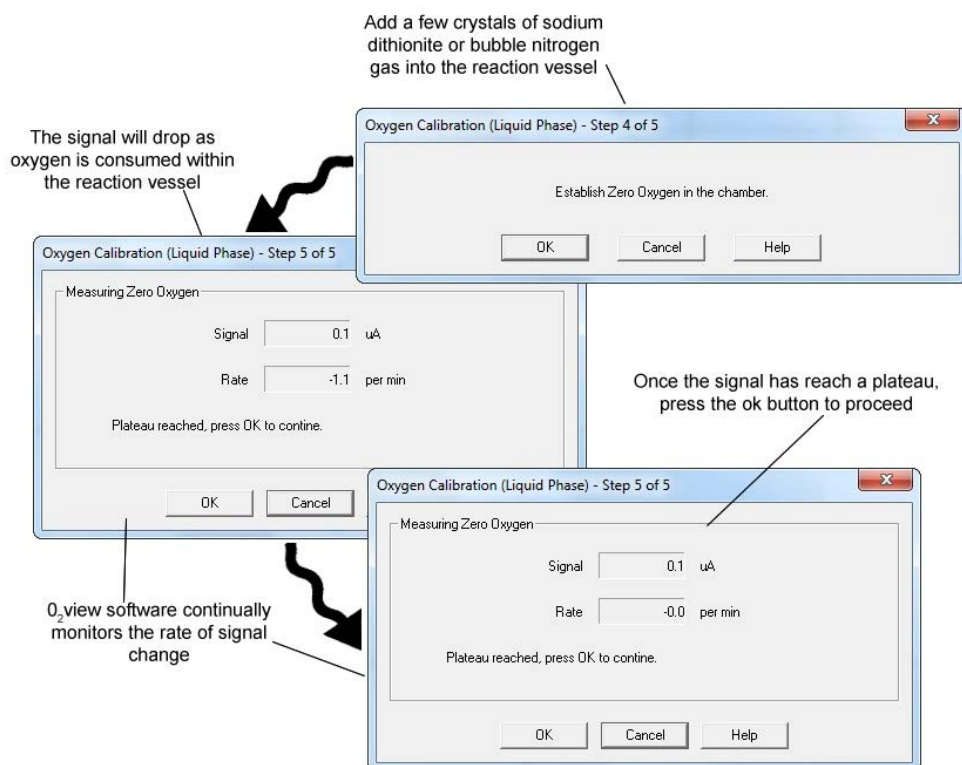 Add a few crystals of sodium
dithionite or bubble nitrogen
gas into the reaction vessel
Oxygen Calibration (Liquid Phase) - Step 4 of 5
Establish Zero Oxygen in the chamber.
OK Cancel Help
The signal will drop as
oxygen is consumed within
the reaction vessel
Oxygen Calibration (Liquid Phase) - Step 5 of 5
Measuring Zero Oxygen
Signal 0.1 uA
Rate -1.1 per min
Plateau reached, press OK to contine.
OK Cancel
Once the signal has reach a plateau,
press the ok button to proceed
Oxygen Calibration (Liquid Phase) - Step 5 of 5
Measuring Zero Oxygen
Signal 0.1 uA
Rate -0.0 per min
Plateau reached, press OK to contine.
OK Cancel Help
0₂view software continually
monitors the rate of signal
change